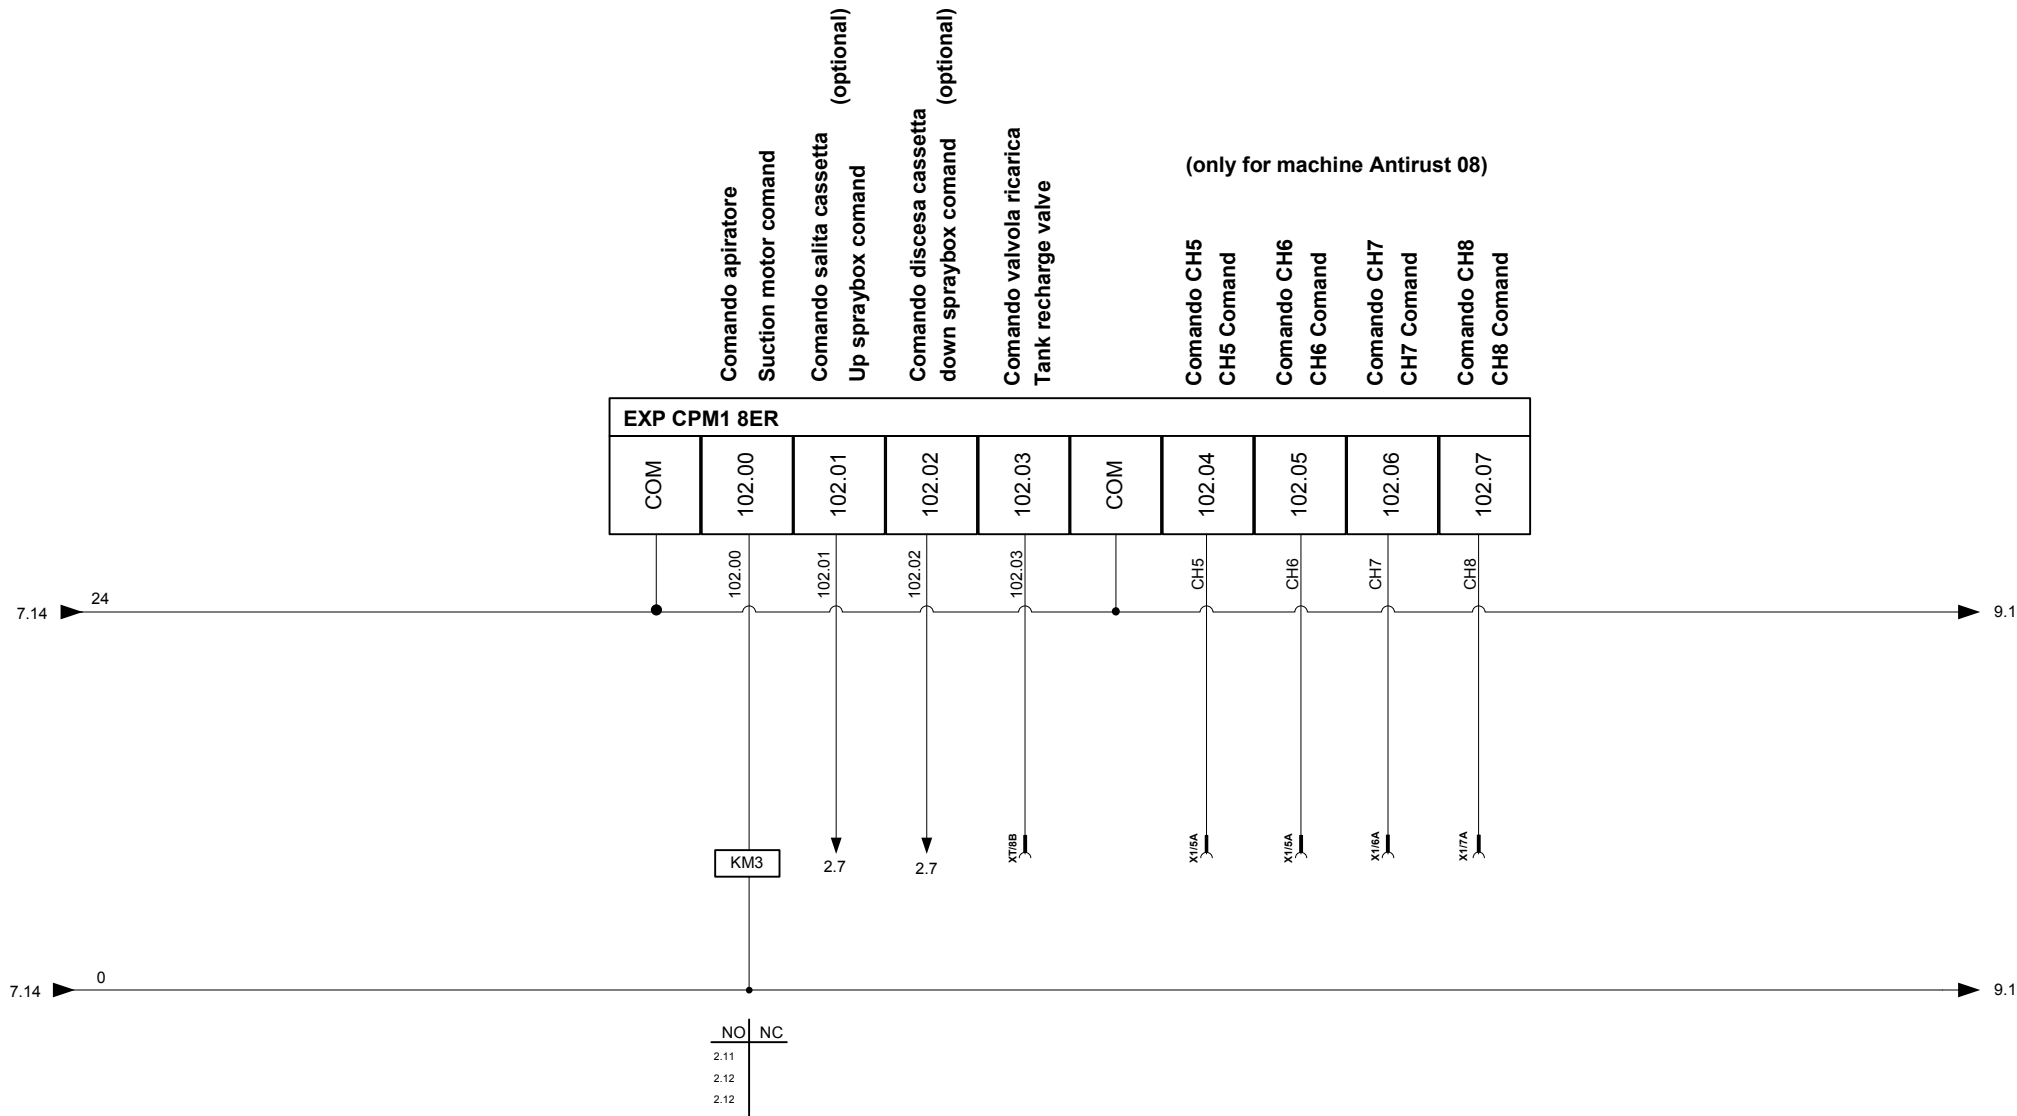 Comando apiratore
Suction motor comand
Comando salita cassetta (optional)
Up spraybox comand
Comando discesa cassetta (optional)
down spraybox comand
Comando valvola ricarica
Tank recharge valve
(only for machine Antirust 08)
Comando CH5
CH5 Comand
Comando CH6
CH6 Comand
Comando CH7
CH7 Comand
Comando CH8
CH8 Comand
EXP CPM1 8ER
COM 102.00 102.01 102.02 102.03 COM 102.04 102.05 102.06 102.07
102.00 102.01 102.02 102.03 CH5 CH6 CH7 CH8
7.14 24 9.1
XT/8B X1/5A X1/5A X1/6A X1/7A
KM3 2.7 2.7
7.14 0 9.1
NO NC
2.11
2.12
2.12